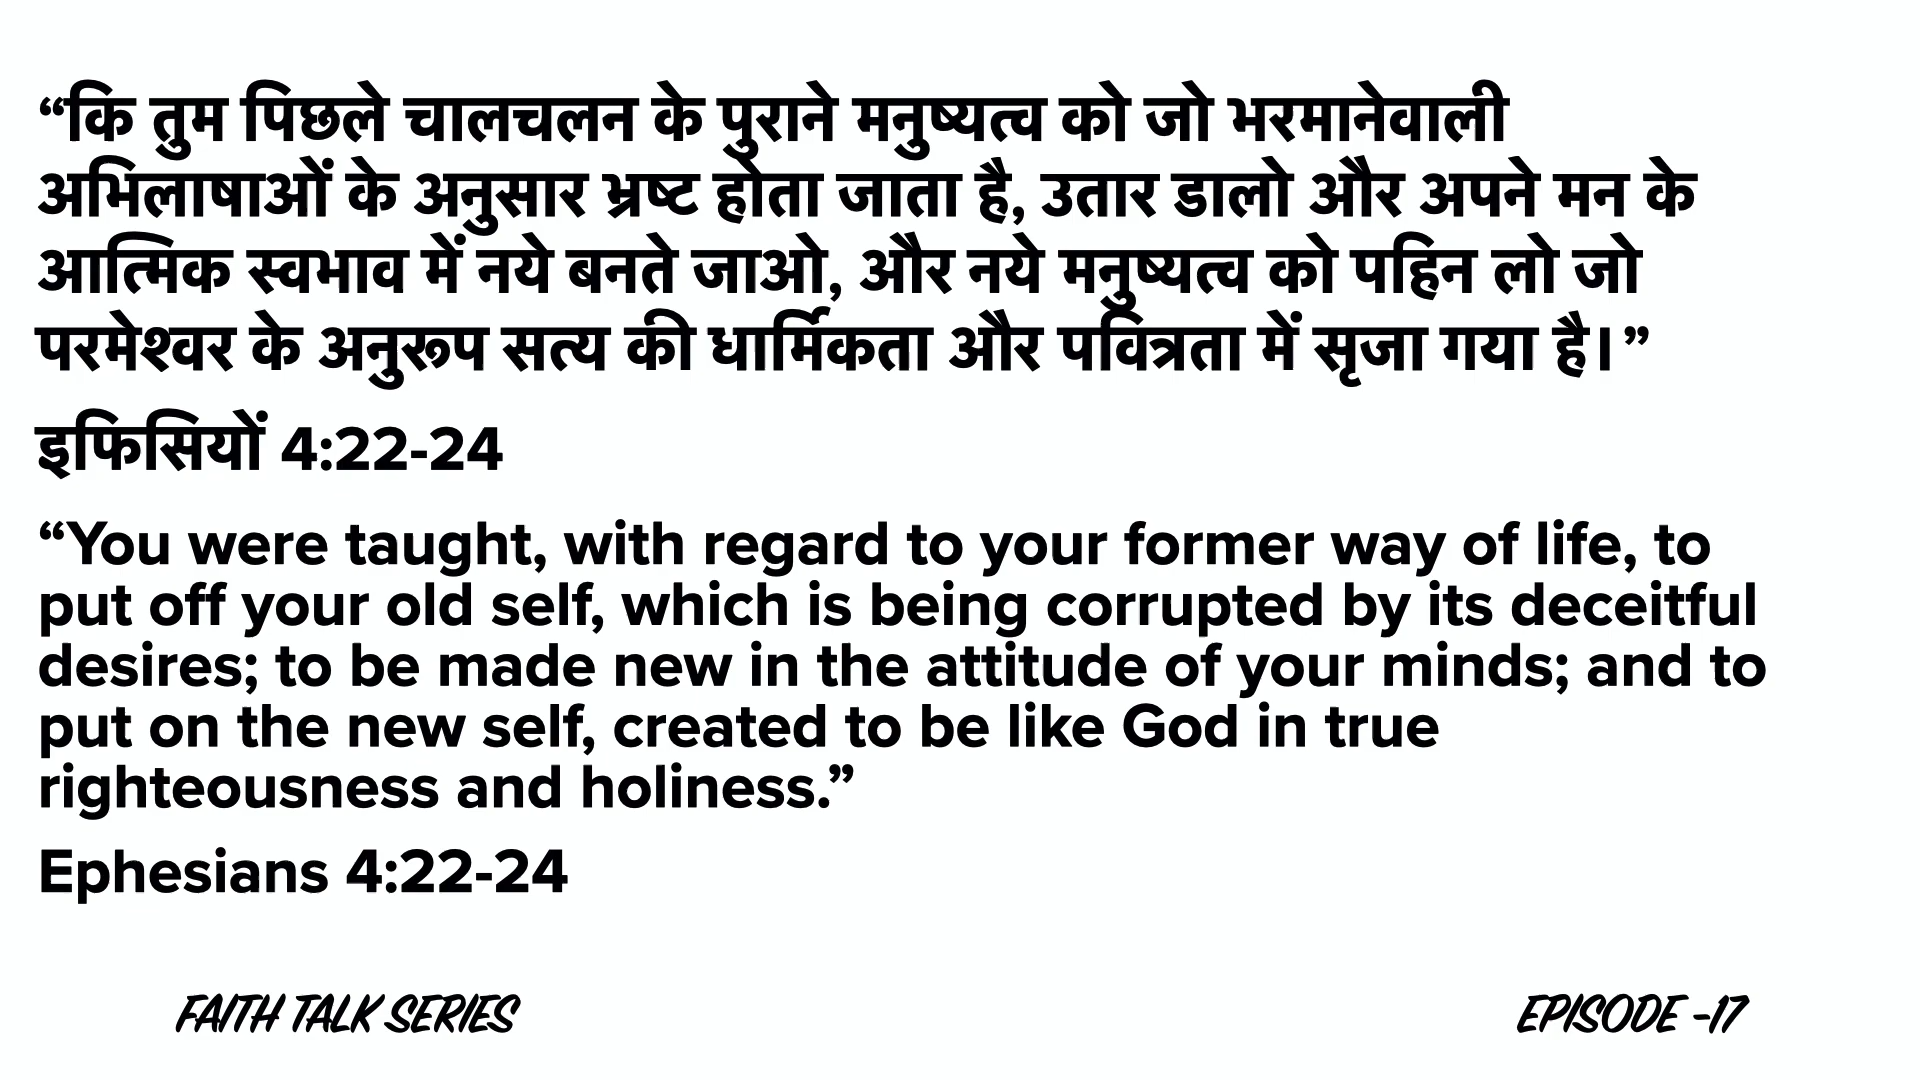 “कि तुम पिछले चालचलन के पुराने मनुष्यत्व को जो भरमानेवाली
अभिलाषाओं के अनुसार भ्रष्ट होता जाता है, उतार डालो और अपने मन के
आत्मिक स्वभाव में नये बनते जाओ, और नये मनुष्यत्व को पहिन लो जो
परमेश्वर के अनुरूप सत्य की धार्मिकता और पवित्रता में सृजा गया है।”
इफिसियों 4:22-24
“You were taught, with regard to your former way of life, to
put off your old self, which is being corrupted by its deceitful
desires; to be made new in the attitude of your minds; and to
put on the new self, created to be like God in true
righteousness and holiness.”
Ephesians 4:22-24
FAITH TALK SERIES
EPISODE -17